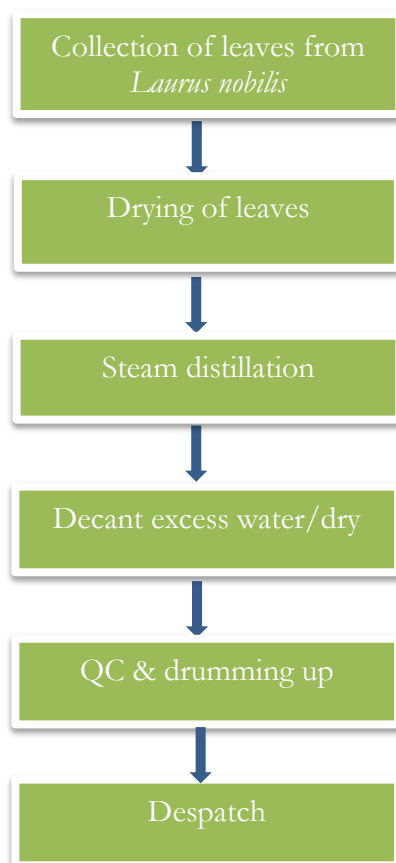 Collection of leaves from
Laurus nobilis
Drying of leaves
Steam distillation
Decant excess water/dry
QC & drumming up
Despatch